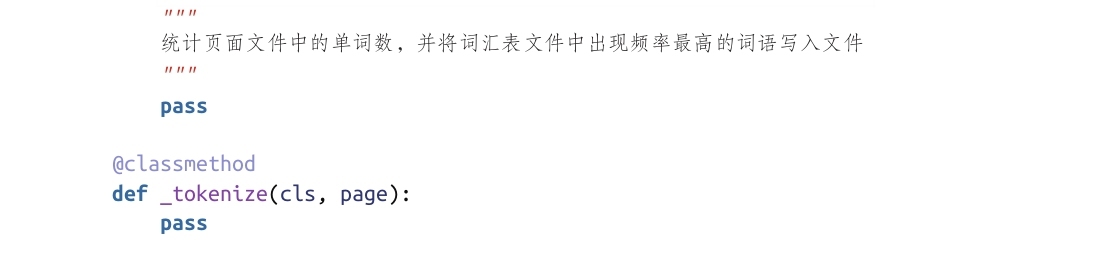 """
统计页面文件中的单词数，并将词汇表文件中出现频率最高的词语写入文件
"""
pass
@classmethod
def _tokenize(cls, page):
pass